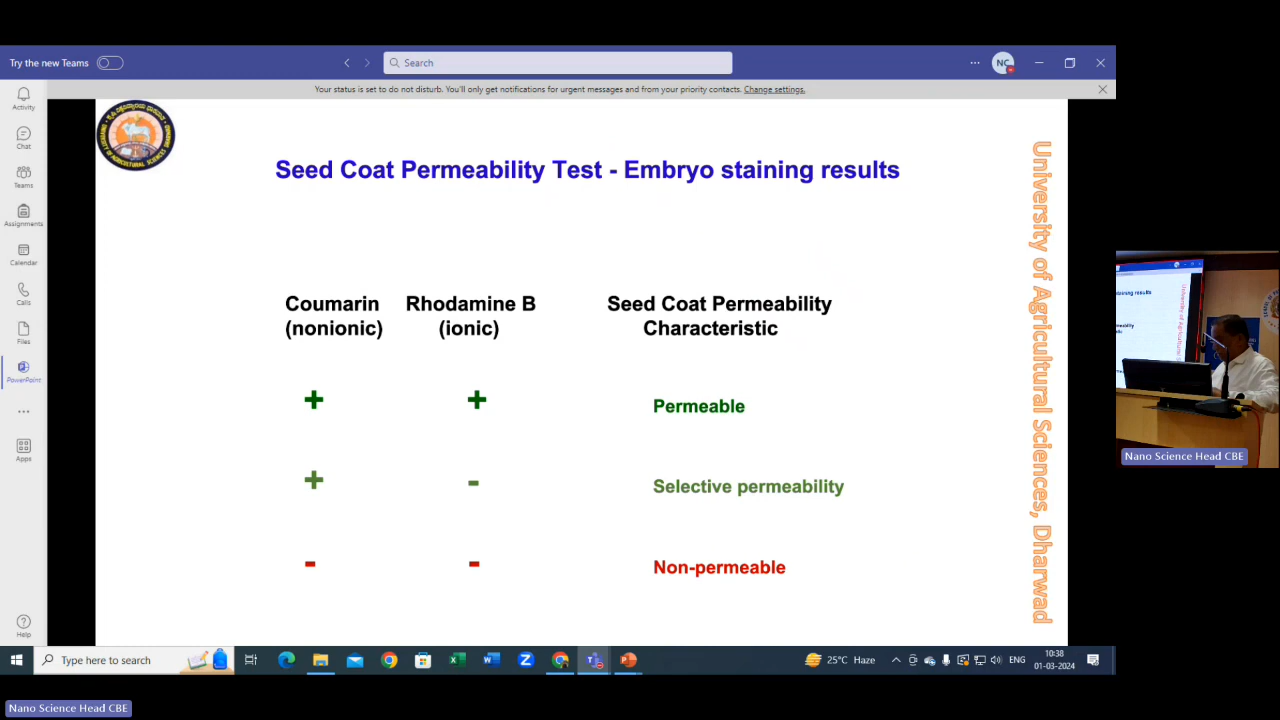 Try the new Teams
Search
NC
Your status is set to do not disturb. You'll only get notifications for urgent messages and from your priority contacts. Change settings.
Activity
Chat
Teams
Assignments
Calendar
Calls
Files
PowerPoint
Apps
Help
Seed Coat Permeability Test - Embryo staining results
Coumarin Rhodamine B Seed Coat Permeability
(nonionic) (ionic) Characteristic
+ + Permeable
+ - Selective permeability
- - Non-permeable
University of Agricultural Sciences, Dharwad
Nano Science Head CBE
Type here to search
25°C Haze
ENG
10:38
01-03-2024
Nano Science Head CBE